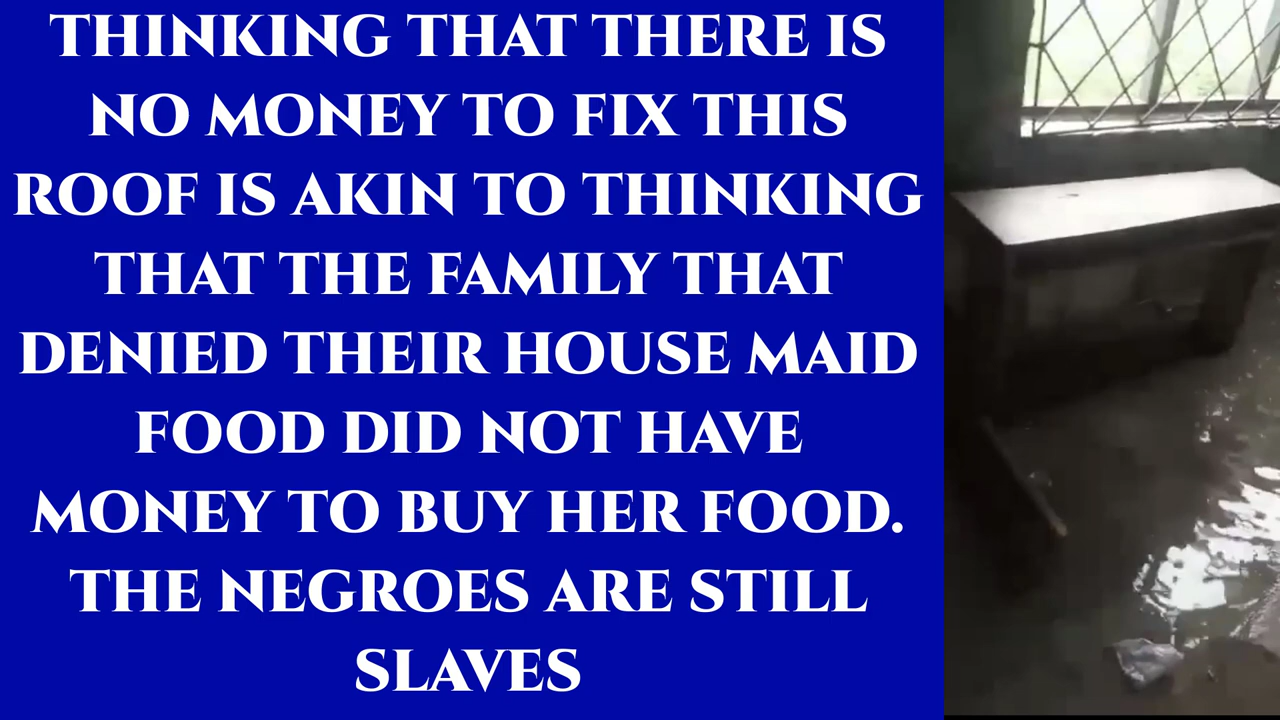 THINKING THAT THERE IS
NO MONEY TO FIX THIS
ROOF IS AKIN TO THINKING
THAT THE FAMILY THAT
DENIED THEIR HOUSE MAID
FOOD DID NOT HAVE
MONEY TO BUY HER FOOD.
THE NEGROES ARE STILL
SLAVES